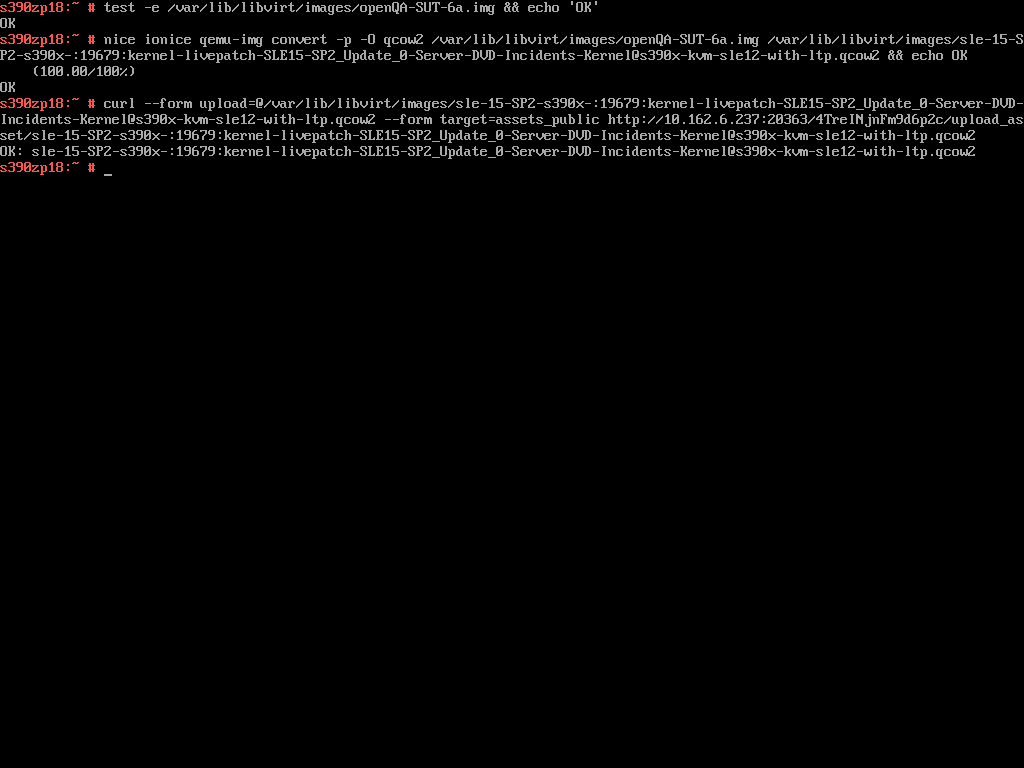 s390zp18:~ # test -e /var/lib/libvirt/images/openQA-SUT-6a.img && echo 'OK'
OK
s390zp18:~ # nice ionice qemu-img convert -p -O qcow2 /var/lib/libvirt/images/openQA-SUT-6a.img /var/lib/libvirt/images/sle-15-S
P2-s390x-:19679:kernel-livepatch-SLE15-SP2_Update_0-Server-DVD-Incidents-Kernel@s390x-kvm-sle12-with-ltp.qcow2 && echo OK
    (100.00/100%)
OK
s390zp18:~ # curl --form upload=@/var/lib/libvirt/images/sle-15-SP2-s390x-:19679:kernel-livepatch-SLE15-SP2_Update_0-Server-DVD-
Incidents-Kernel@s390x-kvm-sle12-with-ltp.qcow2 --form target=assets_public http://10.162.6.237:20363/4TreINjnFm9d6p2c/upload_as
set/sle-15-SP2-s390x-:19679:kernel-livepatch-SLE15-SP2_Update_0-Server-DVD-Incidents-Kernel@s390x-kvm-sle12-with-ltp.qcow2
OK: sle-15-SP2-s390x-:19679:kernel-livepatch-SLE15-SP2_Update_0-Server-DVD-Incidents-Kernel@s390x-kvm-sle12-with-ltp.qcow2
s390zp18:~ # _